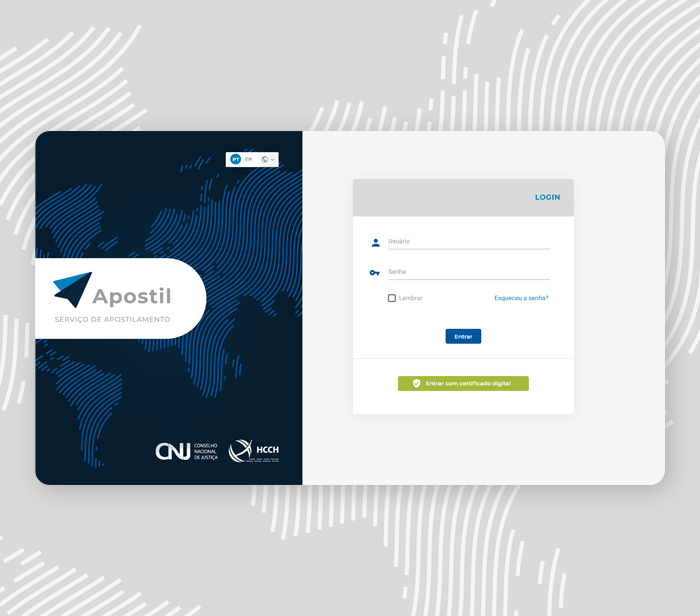 PT EN
Apostil
SERVIÇO DE APOSTILAMENTO
CNJ CONSELHO
NACIONAL
DE JUSTIÇA
HCCH
LOGIN
Usuário
Senha
Lembrar
Esqueceu a senha?
Entrar
Entrar com certificado digital